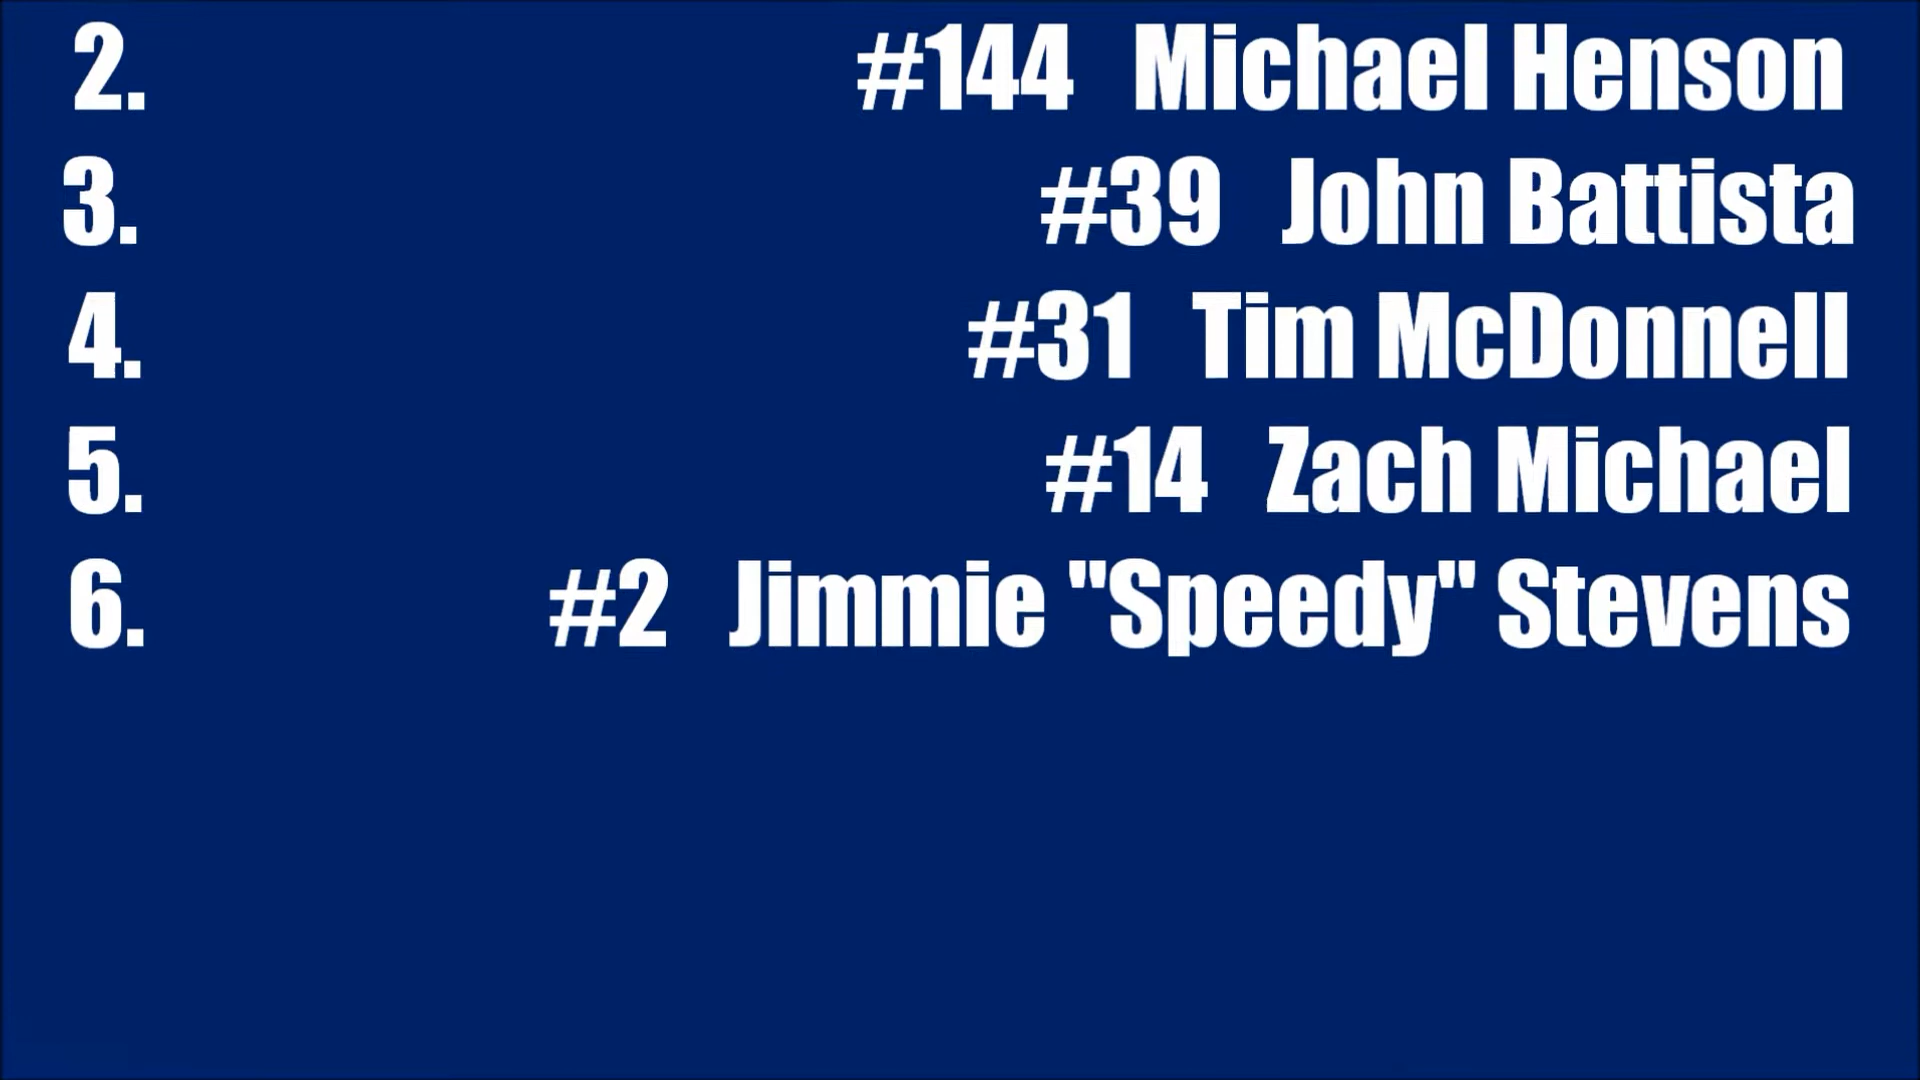 2. #144 Michael Henson
3. #39 John Battista
4. #31 Tim McDonnell
5. #14 Zach Michael
6. #2 Jimmie "Speedy" Stevens